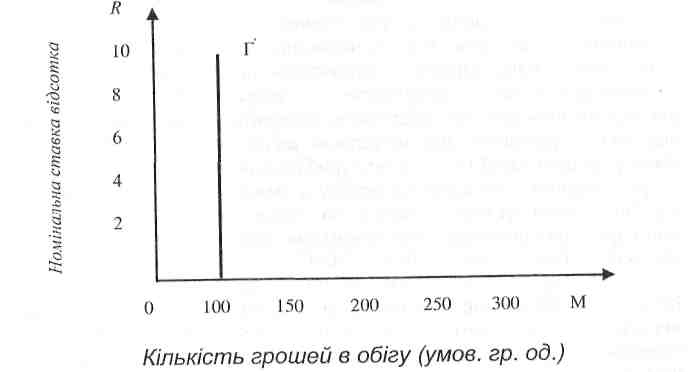 R
Г
10
8
6
4
2
Номінальна ставка відсотка
0 100 150 200 250 300 М
Кількість грошей в обігу (умов. гр. од.)